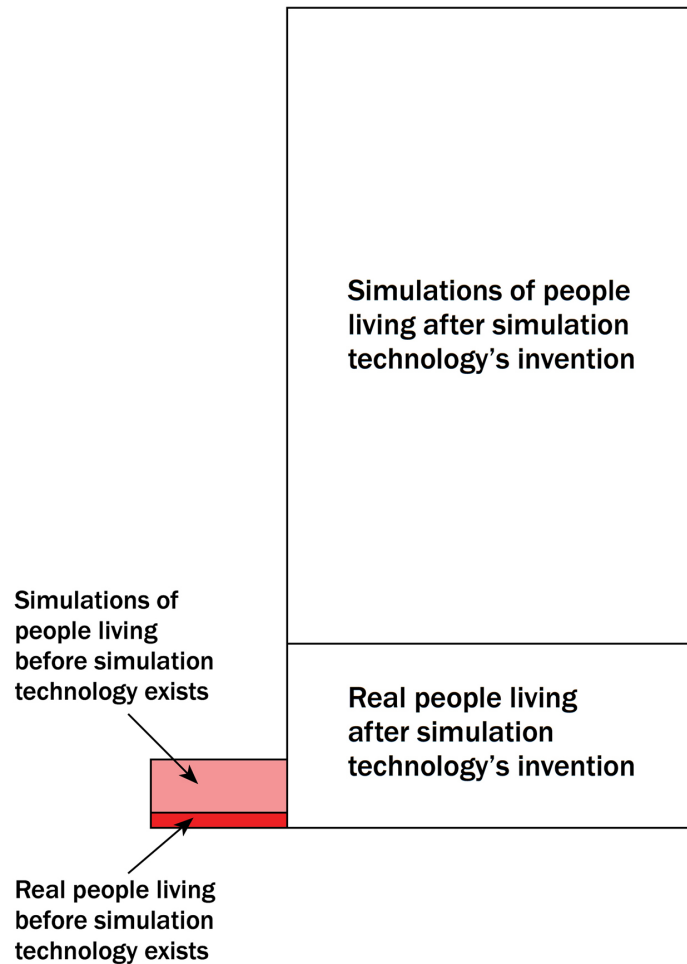 Simulations of people
living after simulation
technology’s invention
Simulations of
people living
before simulation
technology exists
Real people living
after simulation
technology’s invention
Real people living
before simulation
technology exists